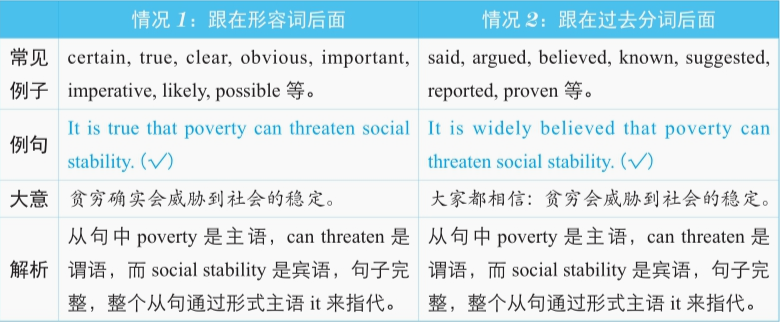 情况 1：跟在形容词后面
情况 2：跟在过去分词后面
常见
例子
certain, true, clear, obvious, important,
imperative, likely, possible 等。
said, argued, believed, known, suggested,
reported, proven 等。
例句
It is true that poverty can threaten social
stability. (✓)
It is widely believed that poverty can
threaten social stability. (✓)
大意
贫穷确实会威胁到社会的稳定。
大家都相信：贫穷会威胁到社会的稳定。
解析
从句中 poverty 是主语，can threaten 是
谓语，而 social stability 是宾语，句子完
整，整个从句通过形式主语 it 来指代。
从句中 poverty 是主语，can threaten 是
谓语，而 social stability 是宾语，句子完
整，整个从句通过形式主语 it 来指代。